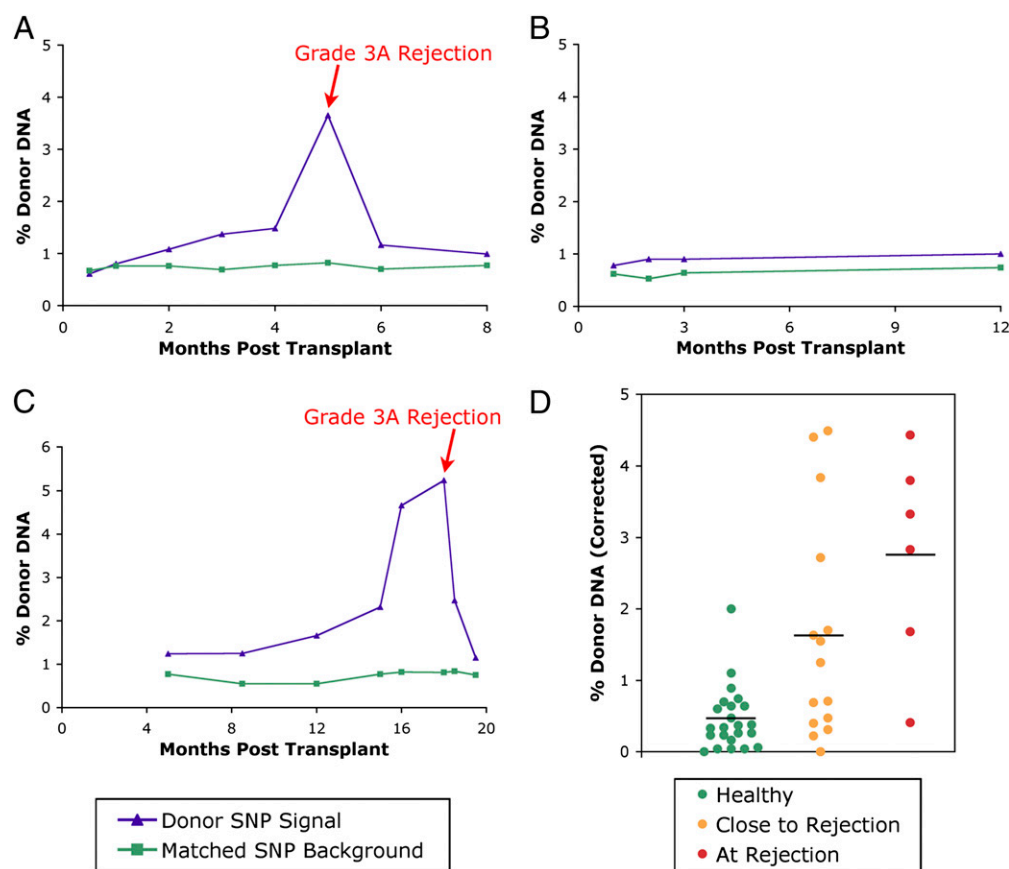 A
5
4
3
2
1
0
% Donor DNA
Grade 3A Rejection
0 2 4 6 8
Months Post Transplant
B
5
4
3
2
1
0
% Donor DNA
0 3 6 9 12
Months Post Transplant
C
6
5
4
3
2
1
0
% Donor DNA
Grade 3A Rejection
0 4 8 12 16 20
Months Post Transplant
D
5
4
3
2
1
0
% Donor DNA (Corrected)
Donor SNP Signal
Matched SNP Background
Healthy
Close to Rejection
At Rejection